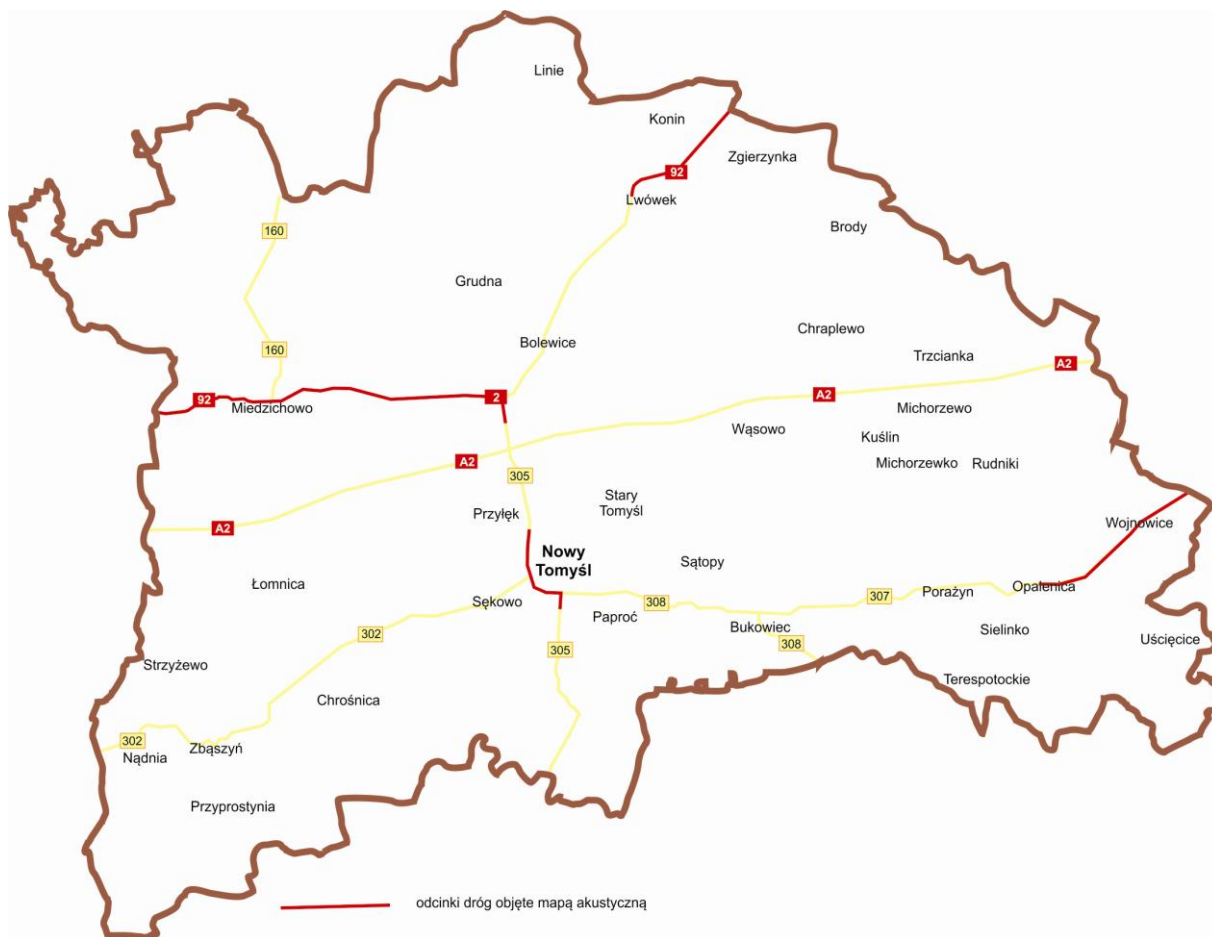 Linie
Konin
Zgierzynka
92
Lwówek
Brody
160
Grudna
Chraplewo
Bolewice
160
Trzcianka
A2
A2
92
2
Miedzichowo
Michorzewo
Wąsowo
Kuślin
A2
Michorzewko
Rudniki
305
Stary
Tomyśl
Przyłęk
A2
Wojnowice
Nowy
Tomyśl
Sątopy
Łomnica
Opalenica
Porażyn
307
Sękowo
308
Paproć
Bukowiec
Sielinko
302
Uścięcice
308
305
Strzyżewo
Terespotockie
Chrośnica
302
Zbąszyń
Nądnia
Przyprostynia
odcinki dróg objęte mapą akustyczną